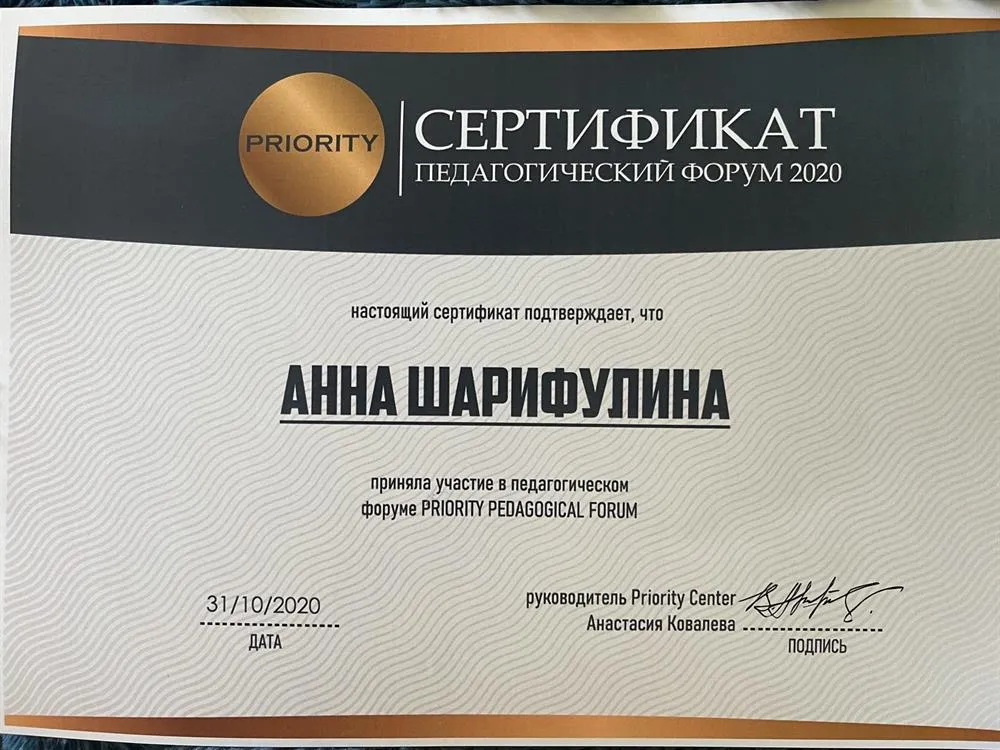 PRIORITY
СЕРТИФИКАТ
ПЕДАГОГИЧЕСКИЙ ФОРУМ 2020
настоящий сертификат подтверждает, что
АННА ШАРИФУЛИНА
приняла участие в педагогическом
форуме PRIORITY PEDAGOGICAL FORUM
31/10/2020
ДАТА
руководитель Priority Center
Анастасия Ковалева
ПОДПИСЬ